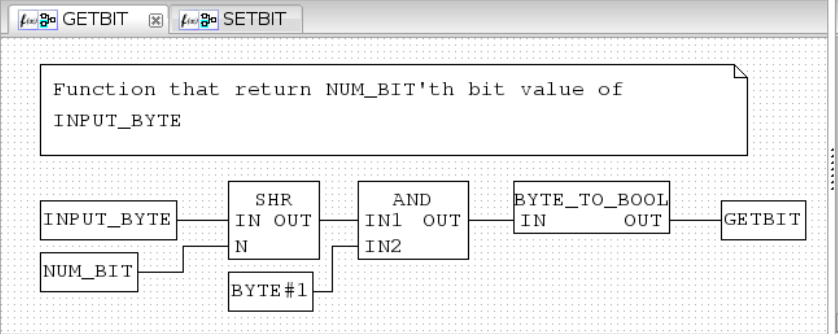 GETBIT SETBIT
Function that return NUM_BIT'th bit value of
INPUT_BYTE
SHR AND BYTE_TO_BOOL
INPUT_BYTE IN OUT IN1 OUT IN OUT GETBIT
N IN2
NUM_BIT
BYTE#1